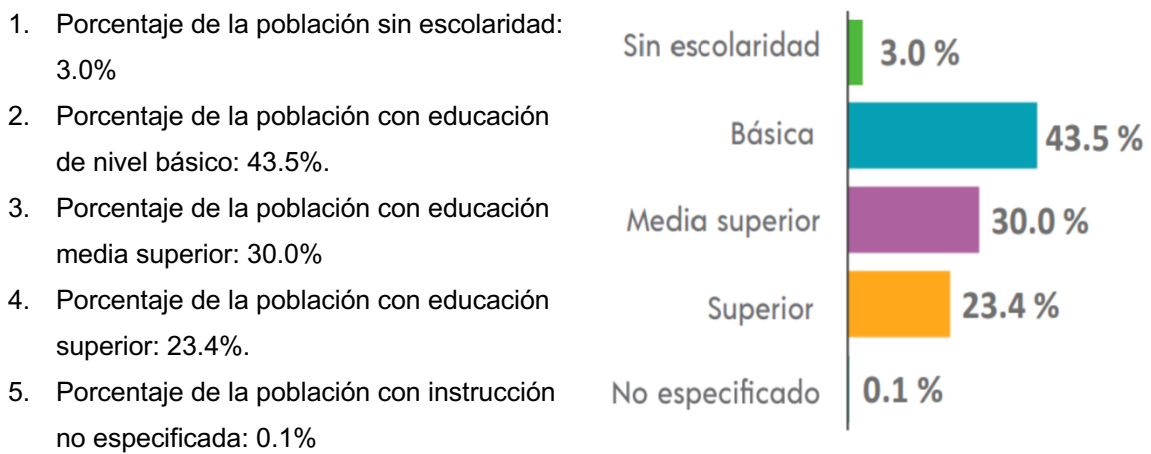 1. Porcentaje de la población sin escolaridad:
3.0%
2. Porcentaje de la población con educación
de nivel básico: 43.5%.
3. Porcentaje de la población con educación
media superior: 30.0%
4. Porcentaje de la población con educación
superior: 23.4%.
5. Porcentaje de la población con instrucción
no especificada: 0.1%
Sin escolaridad 3.0 %
Básica 43.5 %
Media superior 30.0 %
Superior 23.4 %
No especificado 0.1 %